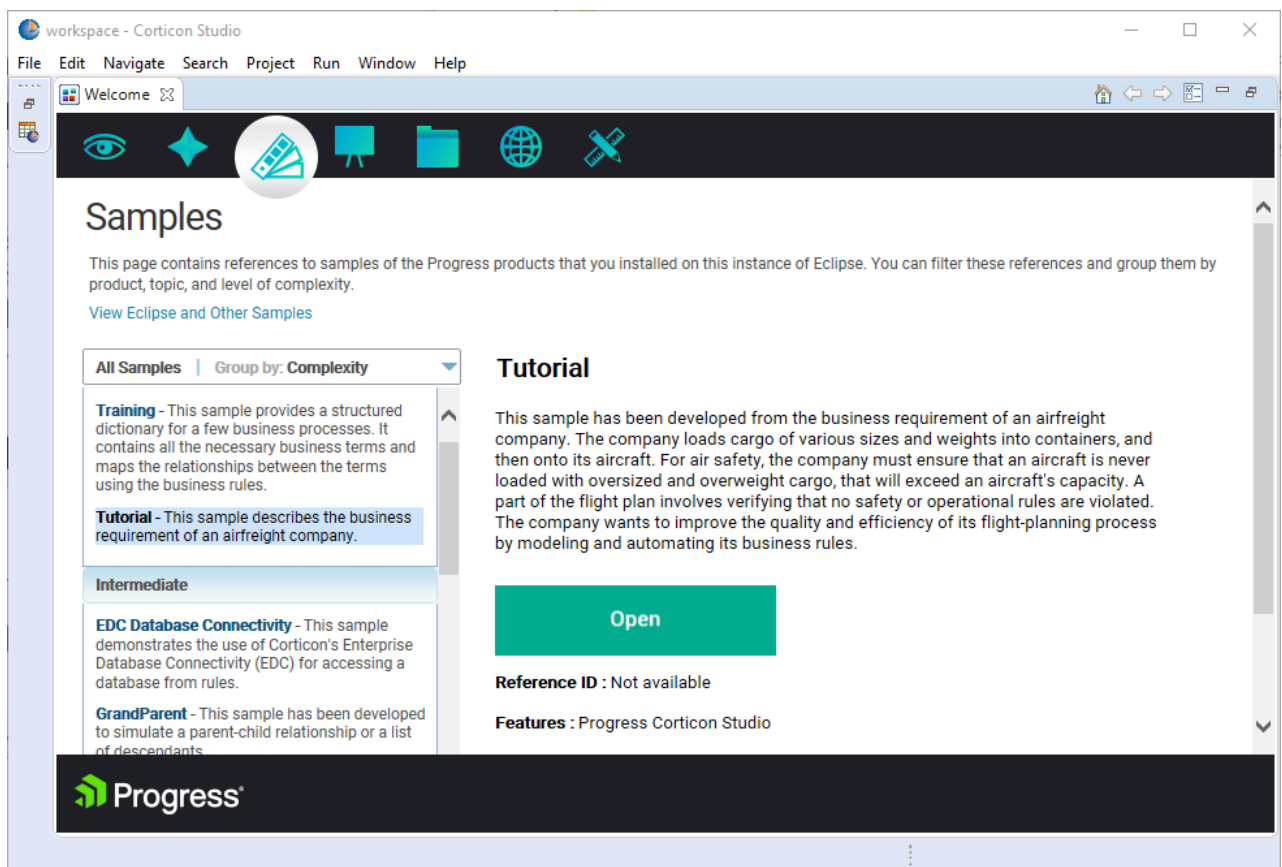 workspace - Corticon Studio
File Edit Navigate Search Project Run Window Help
Welcome
Samples
This page contains references to samples of the Progress products that you installed on this instance of Eclipse. You can filter these references and group them by
product, topic, and level of complexity.
View Eclipse and Other Samples
All Samples | Group by: Complexity
Training - This sample provides a structured
dictionary for a few business processes. It
contains all the necessary business terms and
maps the relationships between the terms
using the business rules.
Tutorial - This sample describes the business
requirement of an airfreight company.
Intermediate
EDC Database Connectivity - This sample
demonstrates the use of Corticon's Enterprise
Database Connectivity (EDC) for accessing a
database from rules.
GrandParent - This sample has been developed
to simulate a parent-child relationship or a list
of descendants.
Tutorial
This sample has been developed from the business requirement of an airfreight
company. The company loads cargo of various sizes and weights into containers, and
then onto its aircraft. For air safety, the company must ensure that an aircraft is never
loaded with oversized and overweight cargo, that will exceed an aircraft's capacity. A
part of the flight plan involves verifying that no safety or operational rules are violated.
The company wants to improve the quality and efficiency of its flight-planning process
by modeling and automating its business rules.
Open
Reference ID : Not available
Features : Progress Corticon Studio
Progress®